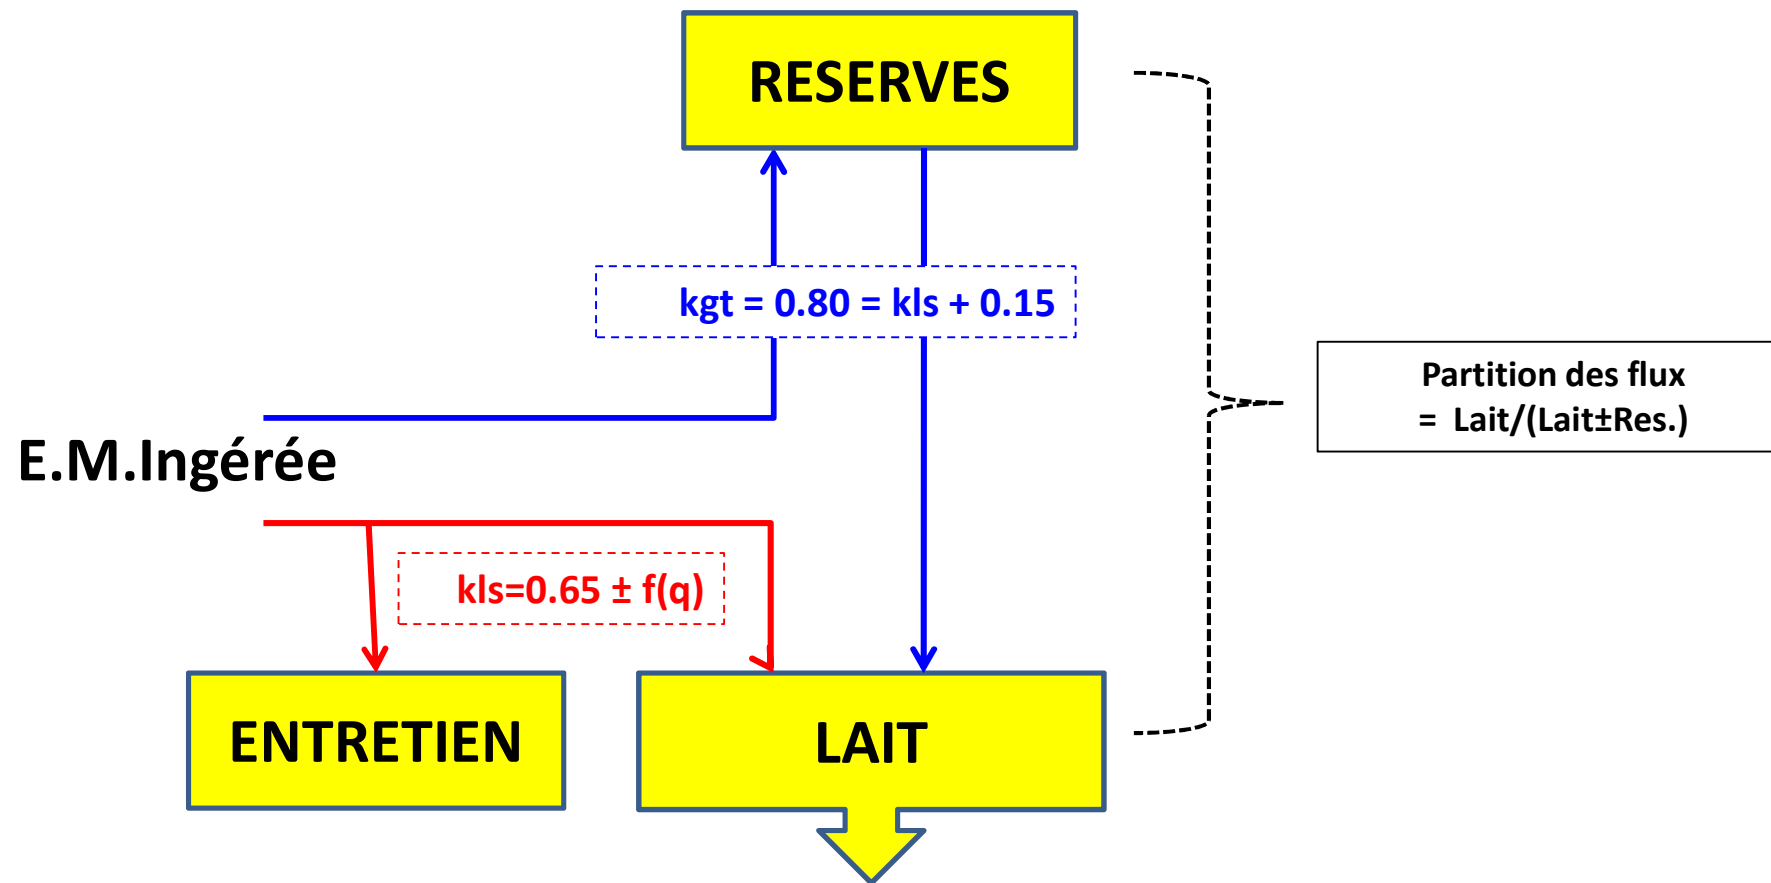 RESERVES
kgt = 0.80 = kls + 0.15
Partition des flux
= Lait/(Lait±Res.)
E.M.Ingérée
kls=0.65 ± f(q)
ENTRETIEN
LAIT